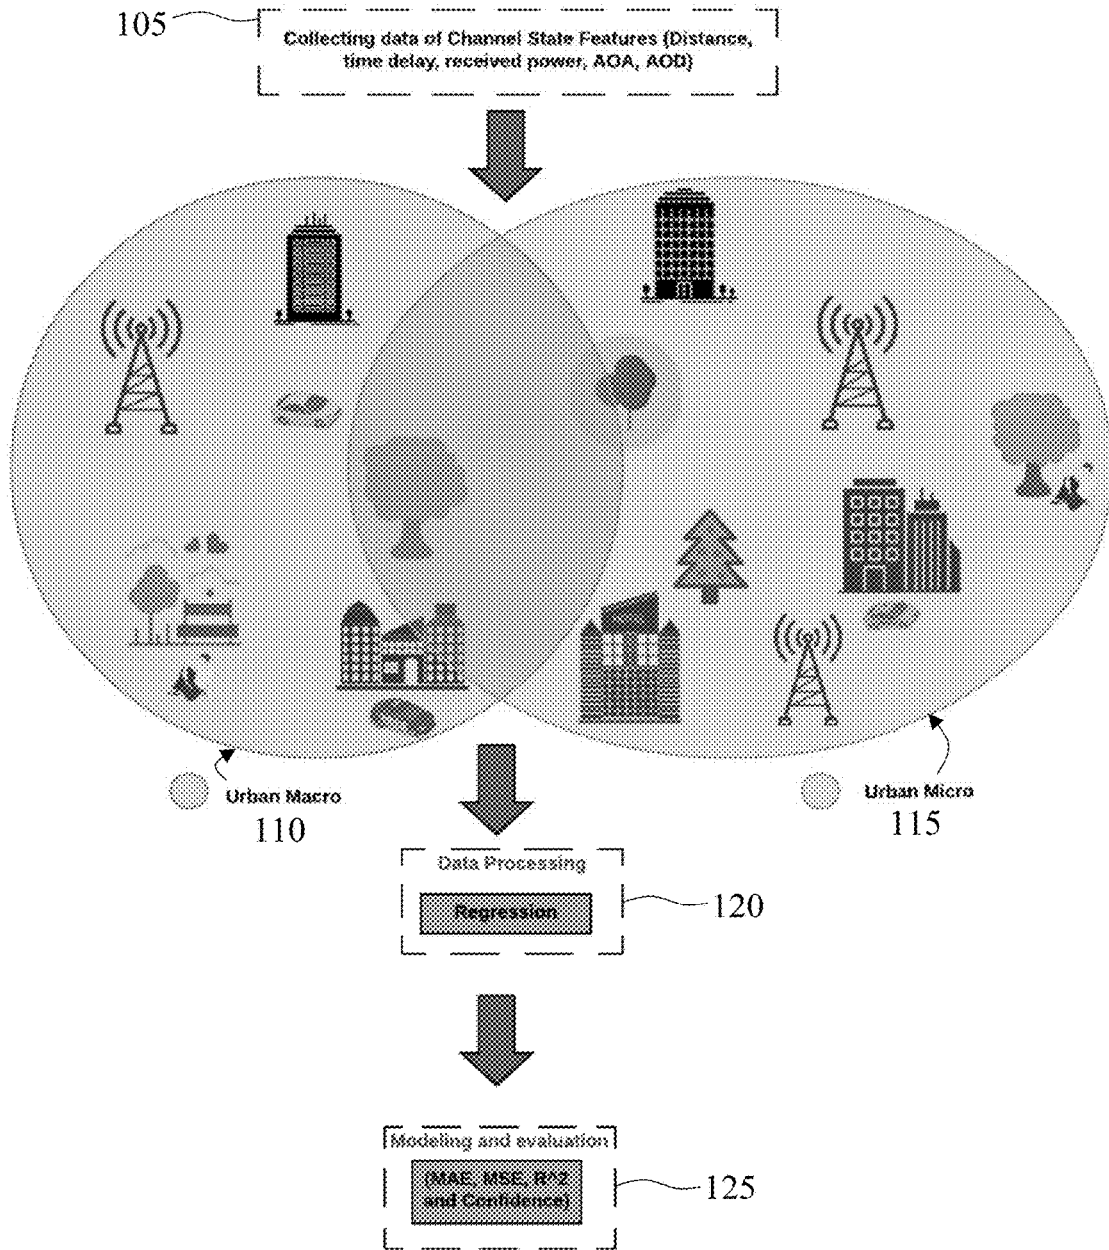 105
Collecting data of Channel State Features (Distance,
time delay, received power, AOA, AOD)
Urban Macro
110
Urban Micro
115
Data Processing
Regression
120
Modeling and evaluation
(MAE, MSE, R^2
and Confidence)
125